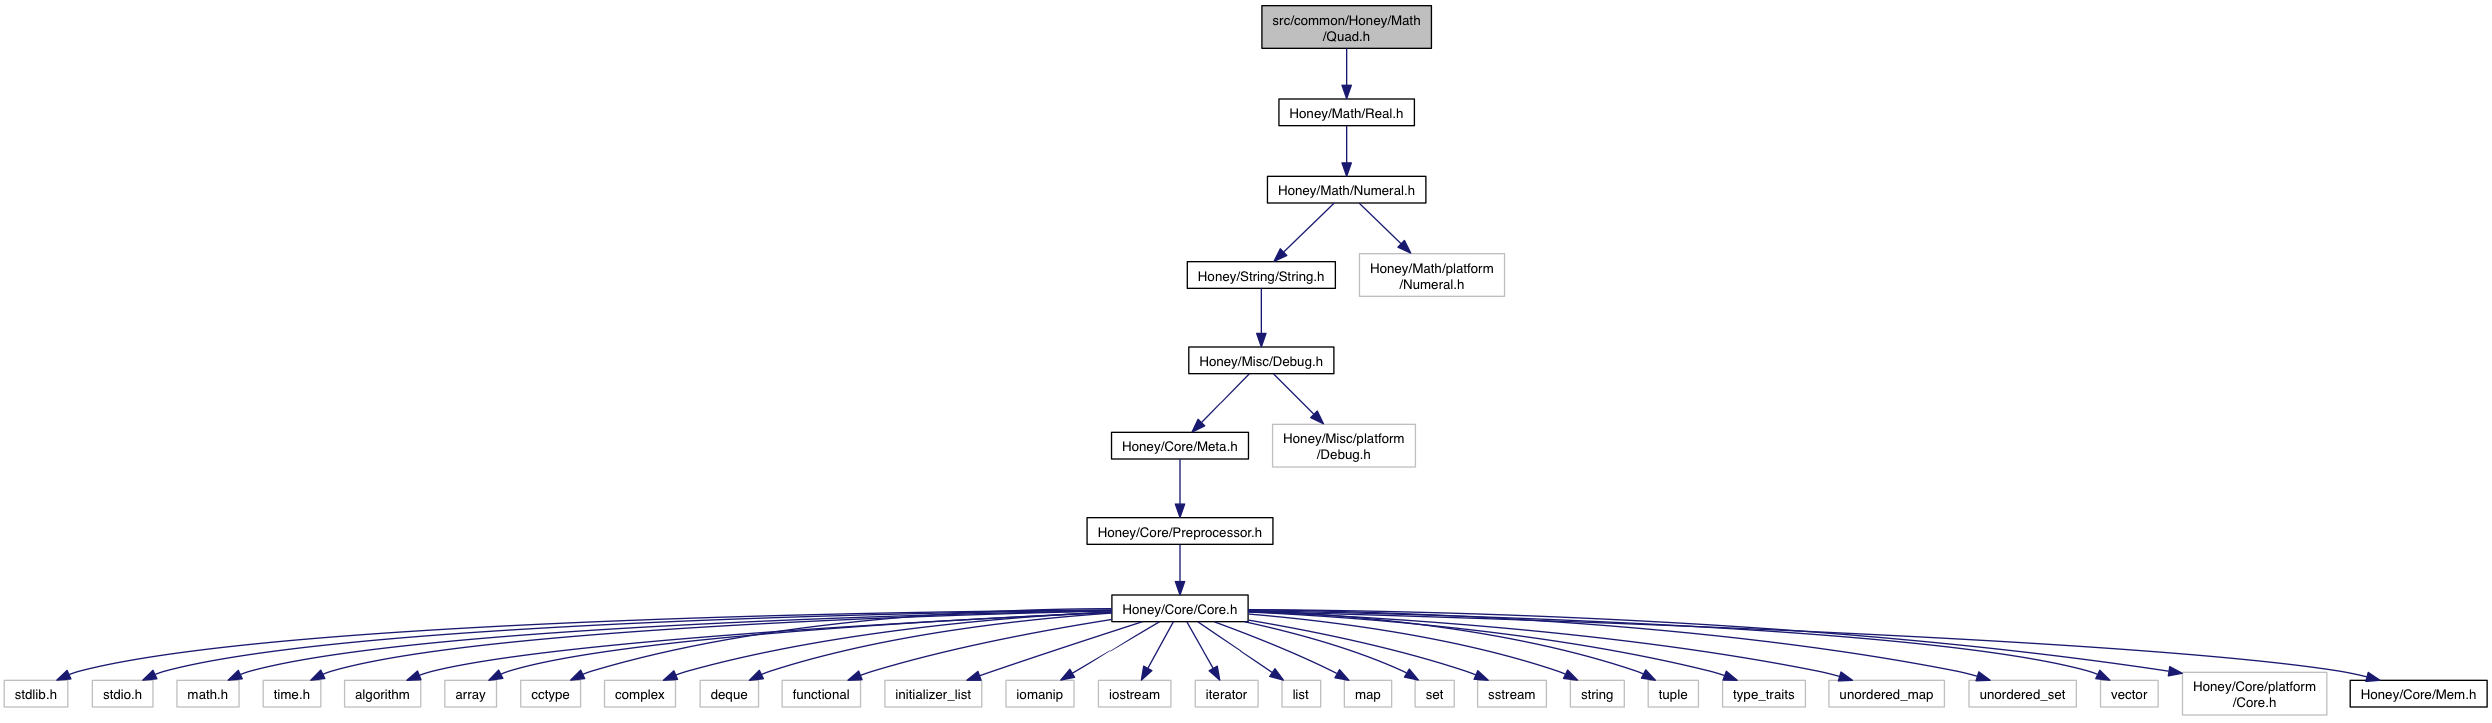 src/common/Honey/Math
/Quad.h
Honey/Math/Real.h
Honey/Math/Numeral.h
Honey/String/String.h
Honey/Math/platform
/Numeral.h
Honey/Misc/Debug.h
Honey/Core/Meta.h
Honey/Misc/platform
/Debug.h
Honey/Core/Preprocessor.h
Honey/Core/Core.h
stdlib.h
stdio.h
math.h
time.h
algorithm
array
cctype
complex
deque
functional
initializer_list
iomanip
iostream
iterator
list
map
set
sstream
string
tuple
type_traits
unordered_map
unordered_set
vector
Honey/Core/platform
/Core.h
Honey/Core/Mem.h